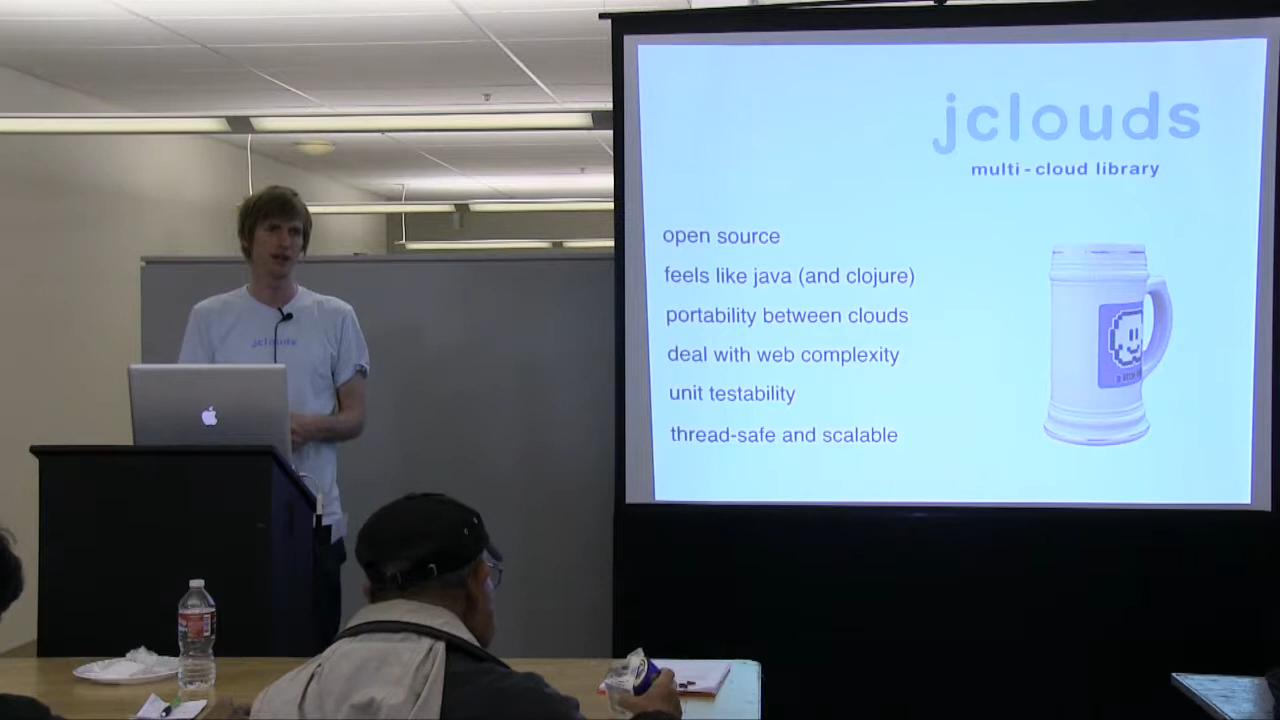 jclouds
multi-cloud library
open source
feels like java (and clojure)
portability between clouds
deal with web complexity
unit testability
thread-safe and scalable
jclouds